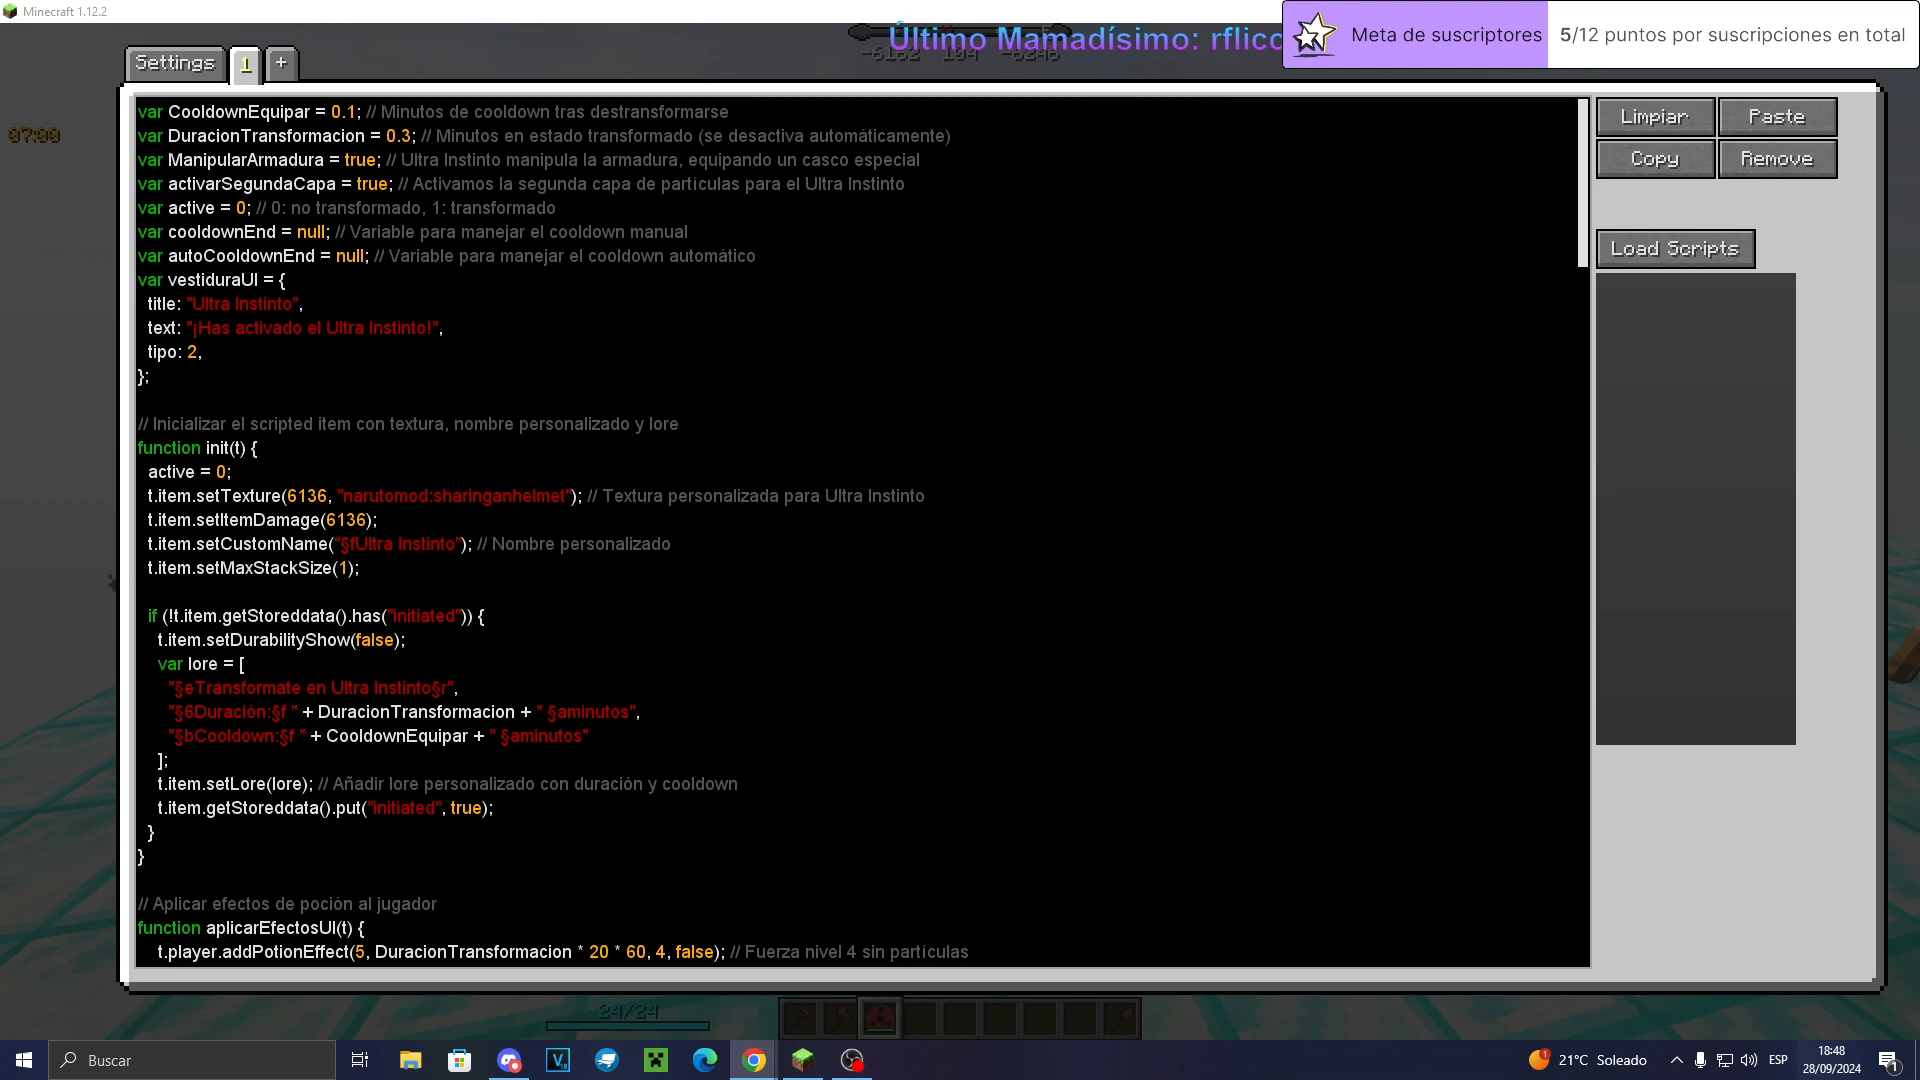 Minecraft 1.12.2
Último Mamadísimo: rflicc
Meta de suscriptores
5/12 puntos por suscripciones en total
Settings
1
+
07:00
var CooldownEquipar = 0.1; // Minutos de cooldown tras destransformarse
var DuracionTransformacion = 0.3; // Minutos en estado transformado (se desactiva automáticamente)
var ManipularArmadura = true; // Ultra Instinto manipula la armadura, equipando un casco especial
var activarSegundaCapa = true; // Activamos la segunda capa de partículas para el Ultra Instinto
var active = 0; // 0: no transformado, 1: transformado
var cooldownEnd = null; // Variable para manejar el cooldown manual
var autoCooldownEnd = null; // Variable para manejar el cooldown automático
var vestiduraUI = {
title: "Ultra Instinto",
text: "¡Has activado el Ultra Instinto!",
tipo: 2,
};
// Inicializar el scripted item con textura, nombre personalizado y lore
function init(t) {
active = 0;
t.item.setTexture(6136, "narutomod:sharinganhelmet"); // Textura personalizada para Ultra Instinto
t.item.setItemDamage(6136);
t.item.setCustomName("§fUltra Instinto"); // Nombre personalizado
t.item.setMaxStackSize(1);
if (!t.item.getStoreddata().has("initiated")) {
t.item.setDurabilityShow(false);
var lore = [
"§eTransformate en Ultra Instinto§r",
"§6Duración:§f " + DuracionTransformacion + " §aminutos",
"§bCooldown:§f " + CooldownEquipar + " §aminutos"
];
t.item.setLore(lore); // Añadir lore personalizado con duración y cooldown
t.item.getStoreddata().put("initiated", true);
}
}
// Aplicar efectos de poción al jugador
function aplicarEfectosUI(t) {
t.player.addPotionEffect(5, DuracionTransformacion * 20 * 60, 4, false); // Fuerza nivel 4 sin partículas
Limpiar
Paste
Copy
Remove
Load Scripts
24/24
Buscar
21°C Soleado
ESP
18:48
28/09/2024